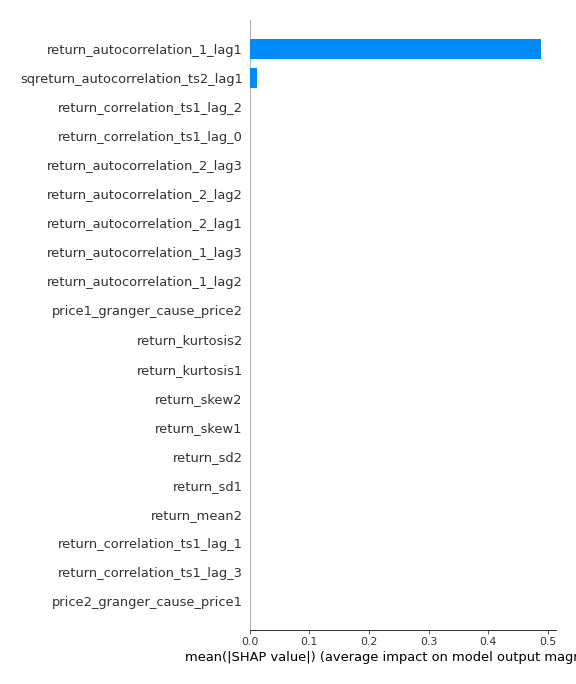 return_autocorrelation_1_lag1
sqreturn_autocorrelation_ts2_lag1
return_correlation_ts1_lag_2
return_correlation_ts1_lag_0
return_autocorrelation_2_lag3
return_autocorrelation_2_lag2
return_autocorrelation_2_lag1
return_autocorrelation_1_lag3
return_autocorrelation_1_lag2
price1_granger_cause_price2
return_kurtosis2
return_kurtosis1
return_skew2
return_skew1
return_sd2
return_sd1
return_mean2
return_correlation_ts1_lag_1
return_correlation_ts1_lag_3
price2_granger_cause_price1
0.0 0.1 0.2 0.3 0.4 0.5
mean(|SHAP value|) (average impact on model output magn